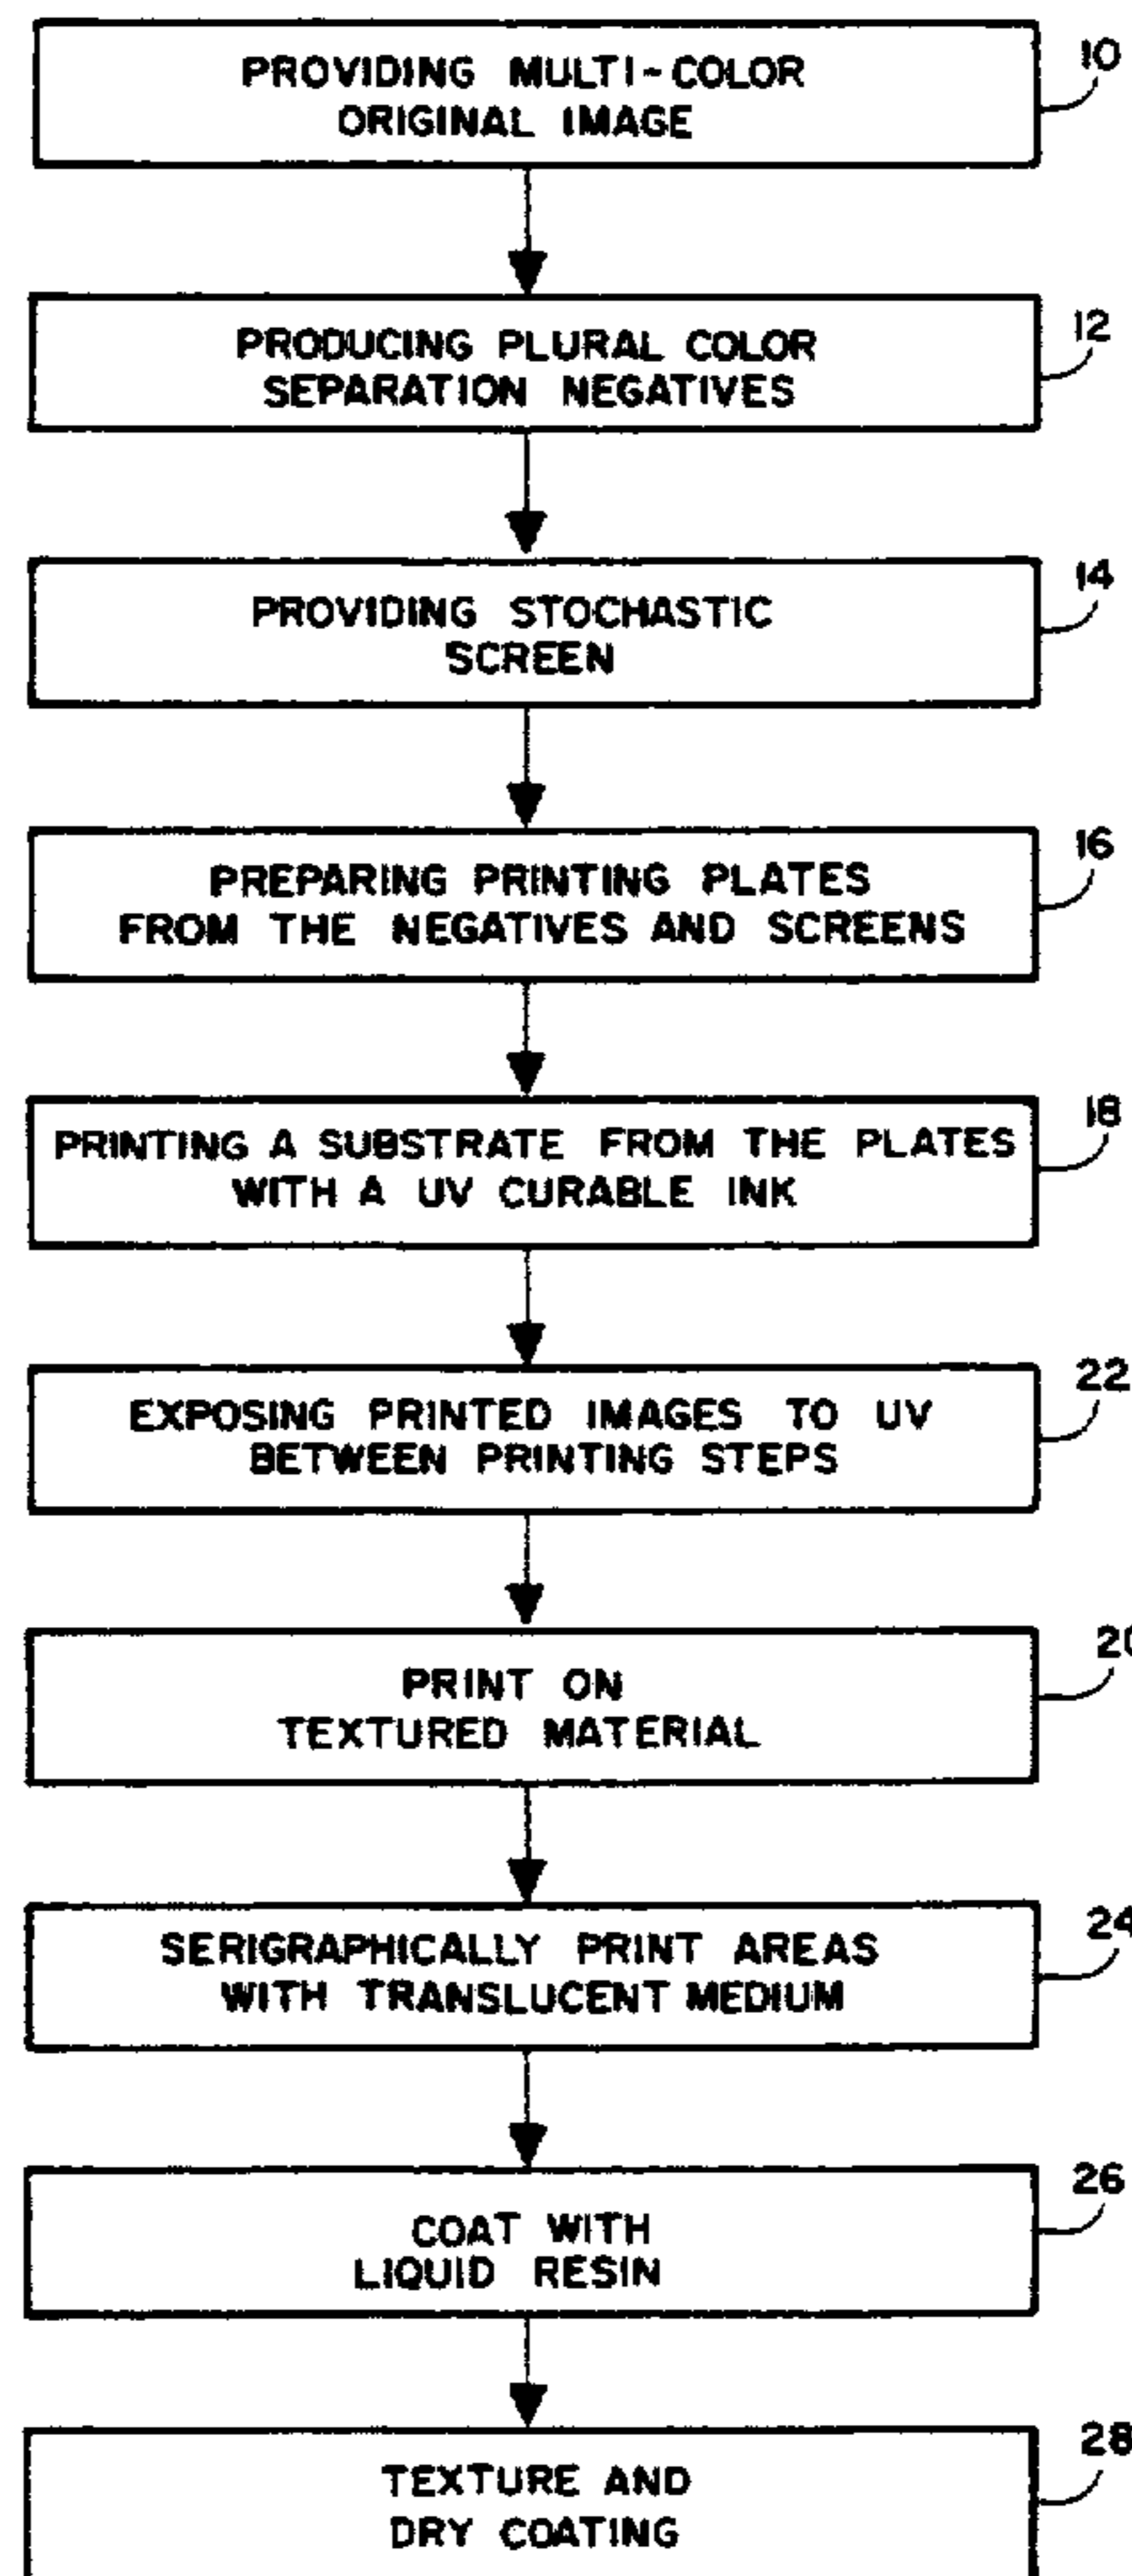 PROVIDING MULTI-COLOR
ORIGINAL IMAGE
10
PRODUCING PLURAL COLOR
SEPARATION NEGATIVES
12
PROVIDING STOCHASTIC
SCREEN
14
PREPARING PRINTING PLATES
FROM THE NEGATIVES AND SCREENS
16
PRINTING A SUBSTRATE FROM THE PLATES
WITH A UV CURABLE INK
18
EXPOSING PRINTED IMAGES TO UV
BETWEEN PRINTING STEPS
22
PRINT ON
TEXTURED MATERIAL
20
SERIGRAPHICALLY PRINT AREAS
WITH TRANSLUCENT MEDIUM
24
COAT WITH
LIQUID RESIN
26
TEXTURE AND
DRY COATING
28